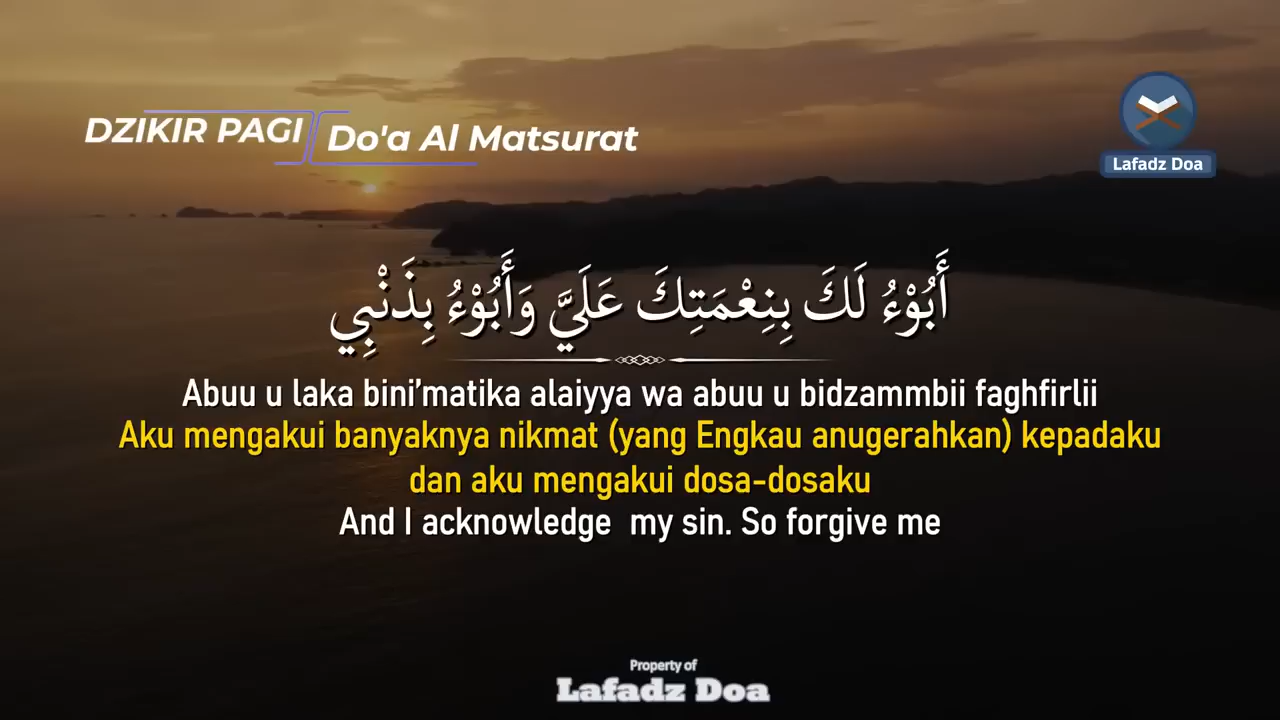 DZIKIR PAGI
Do'a Al Matsurat
Lafadz Doa
أَبُوْءُ لَكَ بِنِعْمَتِكَ عَلَيَّ وَأَبُوْءُ بِذَنْبِي
Abuu u laka bini’matika alaiyya wa abuu u bidzammbii faghfirlii
Aku mengakui banyaknya nikmat (yang Engkau anugerahkan) kepadaku
dan aku mengakui dosa-dosaku
And I acknowledge  my sin. So forgive me
Property of
Lafadz Doa